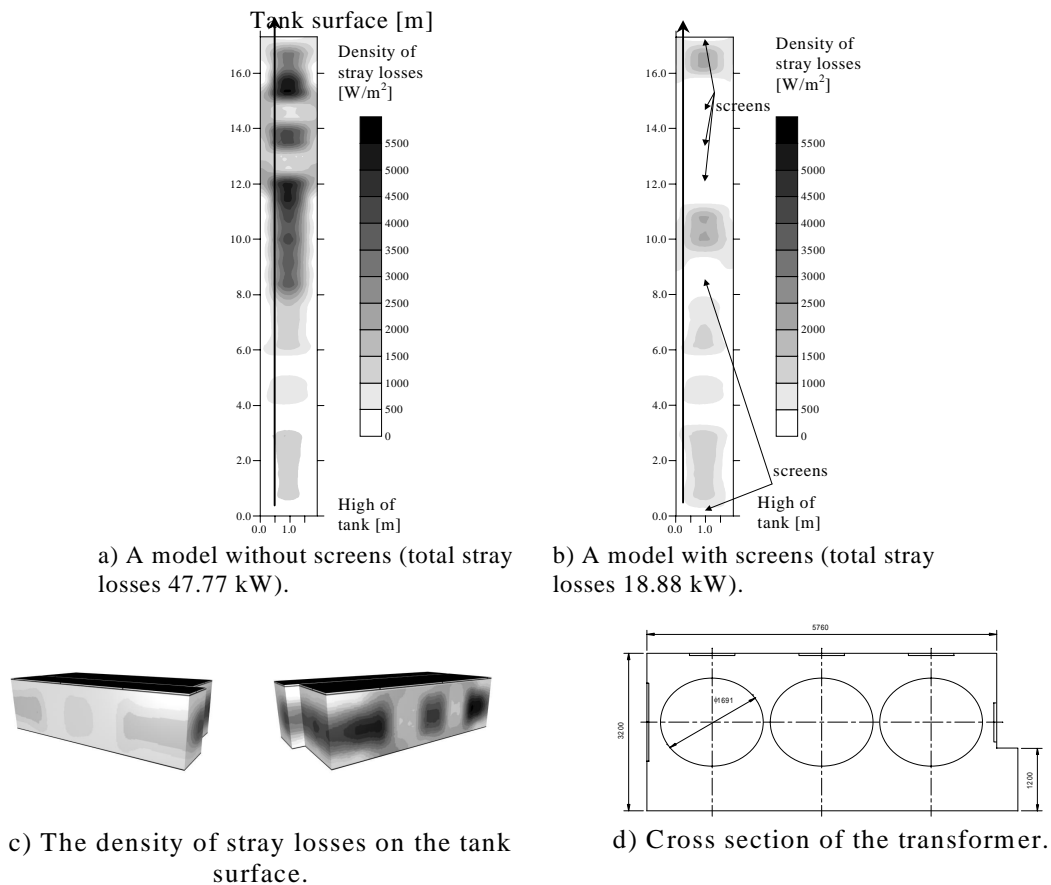 Tank surface [m]
Density of
stray losses
[W/m²]
16.0
14.0
12.0
10.0
8.0
6.0
4.0
2.0
0.0
0.0 1.0
5500
5000
4500
4000
3500
3000
2500
2000
1500
1000
500
0
High of
tank [m]
a) A model without screens (total stray
losses 47.77 kW).
Density of
stray losses
[W/m²]
screens
16.0
14.0
12.0
10.0
8.0
6.0
4.0
2.0
0.0
0.0 1.0
5500
5000
4500
4000
3500
3000
2500
2000
1500
1000
500
0
screens
High of
tank [m]
b) A model with screens (total stray
losses 18.88 kW).
c) The density of stray losses on the tank
surface.
5760
ϕ1691
3200
1200
d) Cross section of the transformer.